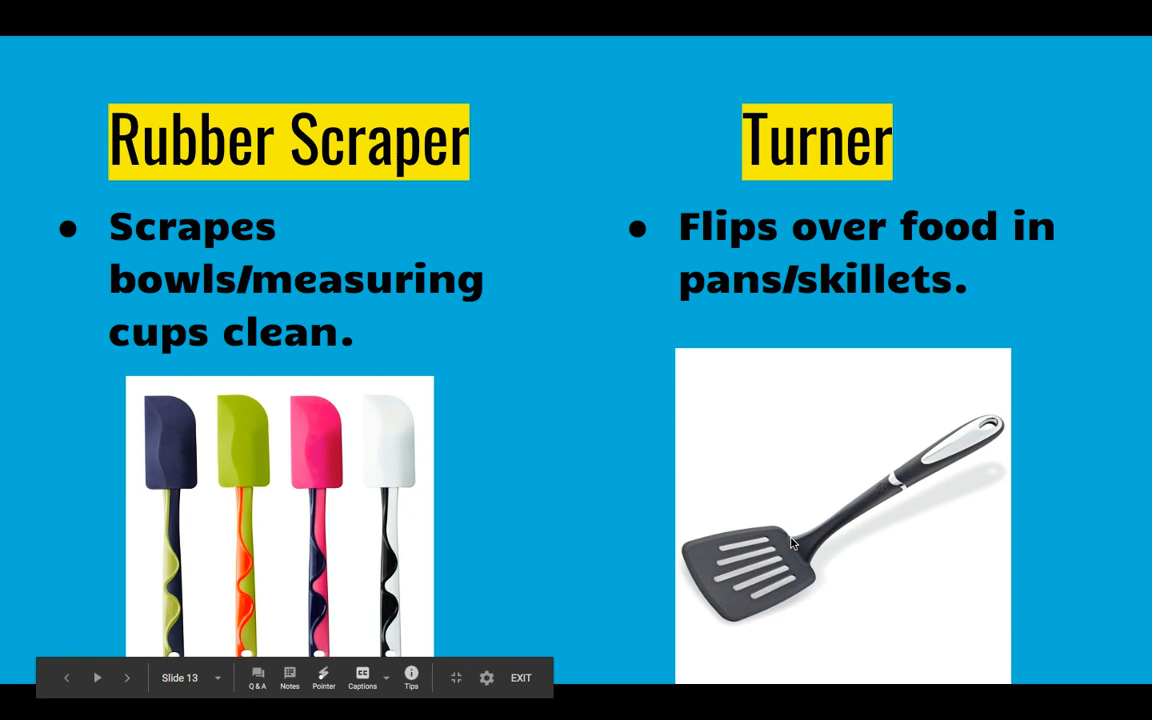 Rubber Scraper
● Scrapes
bowls/measuring
cups clean.
Turner
● Flips over food in
pans/skillets.
Slide 13
Q & A
Notes
Pointer
CC
Captions
Tips
EXIT